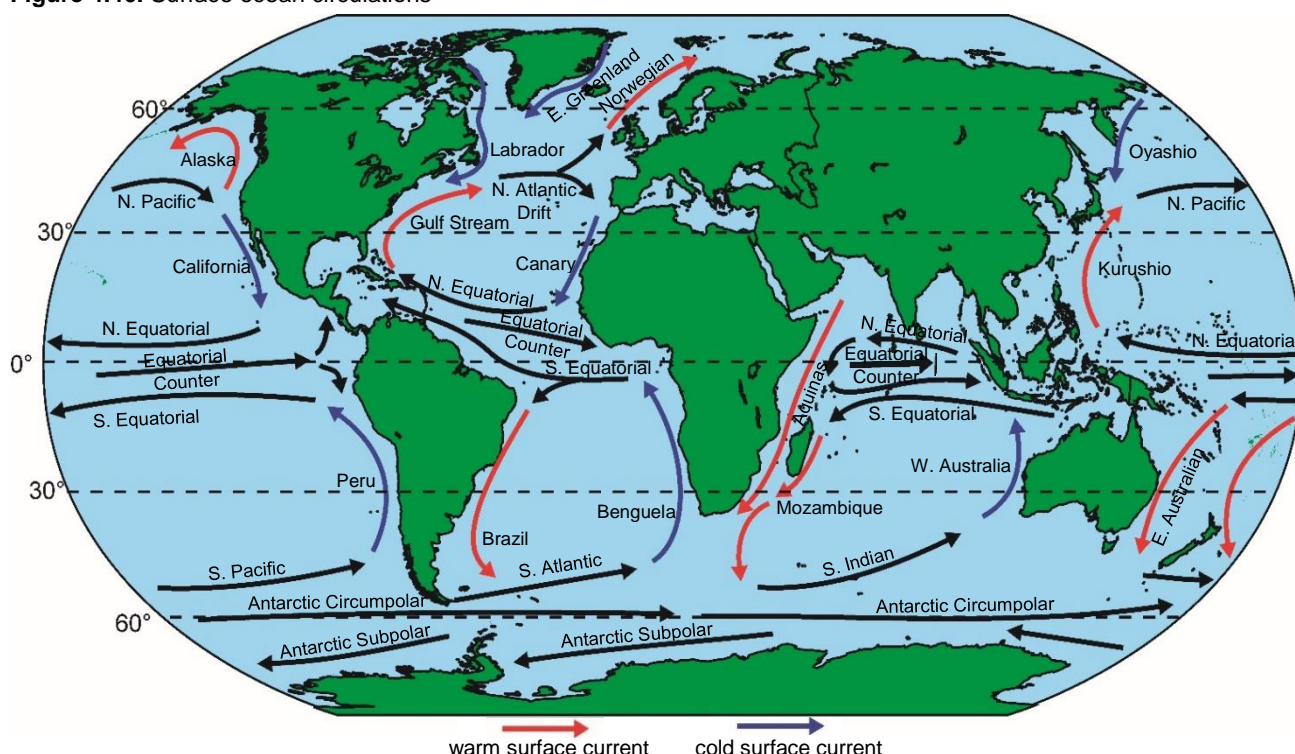 Figure 4.18: Surface ocean circulations
60°
E. Greenland
Norwegian
Alaska
Labrador
Oyashio
N. Pacific
N. Atlantic
Drift
N. Pacific
Gulf Stream
30°
California
Canary
Kurushio
N. Equatorial
N. Equatorial
Equatorial
Counter
N. Equatorial
N. Equatoria
Equatorial
Counter
0°
S. Equatorial
Equatorial
Counter
S. Equatorial
Aquinas
S. Equatorial
Peru
W. Australia
30°
Benguela
Mozambique
E. Australian
Brazil
S. Pacific
S. Atlantic
S. Indian
Antarctic Circumpolar
Antarctic Circumpolar
60°
Antarctic Subpolar
Antarctic Subpolar
warm surface current
cold surface current